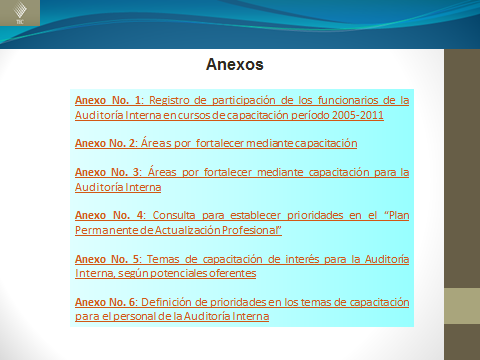 TEC
Anexos
Anexo No. 1: Registro de participación de los funcionarios de la
Auditoría Interna en cursos de capacitación período 2005-2011
Anexo No. 2: Áreas por fortalecer mediante capacitación
Anexo No. 3: Áreas por fortalecer mediante capacitación para la
Auditoría Interna
Anexo No. 4: Consulta para establecer prioridades en el “Plan
Permanente de Actualización Profesional”
Anexo No. 5: Temas de capacitación de interés para la Auditoría
Interna, según potenciales oferentes
Anexo No. 6: Definición de prioridades en los temas de capacitación
para el personal de la Auditoría Interna